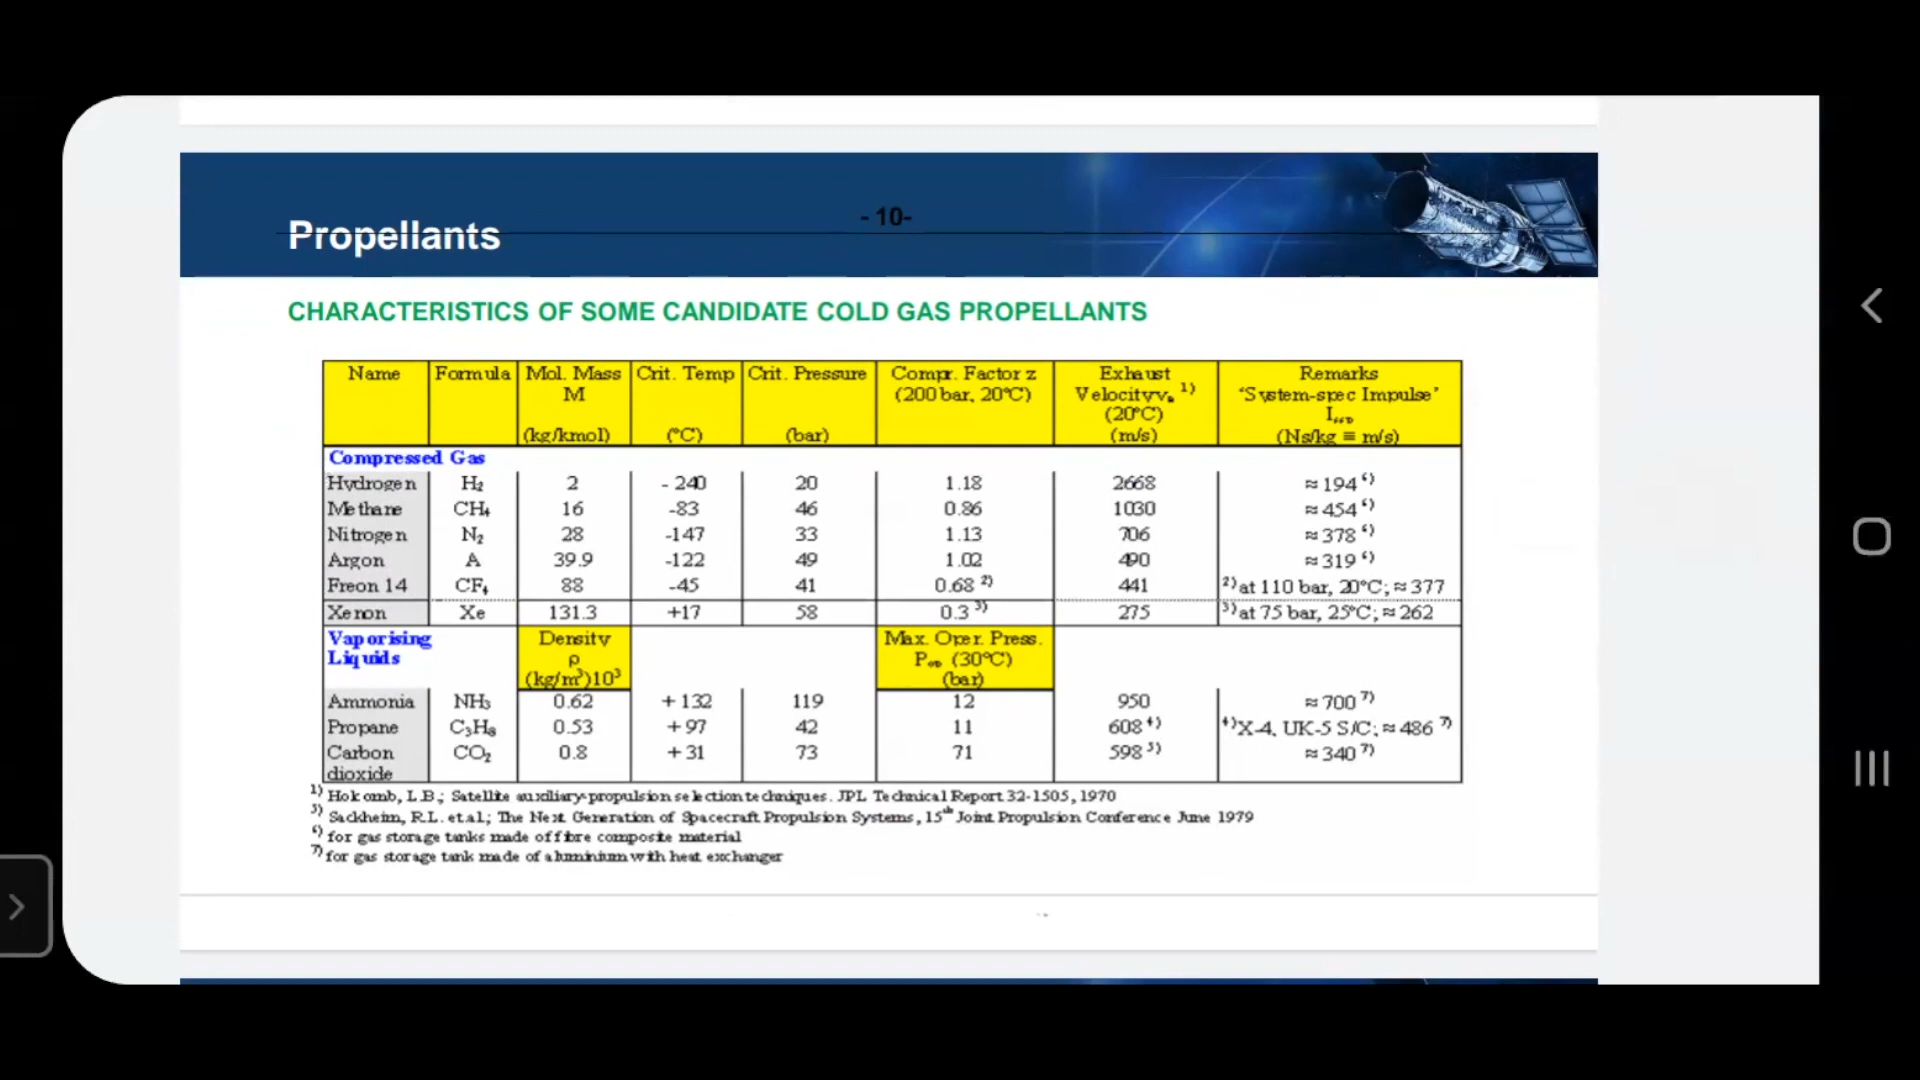 - 10-
Propellants
CHARACTERISTICS OF SOME CANDIDATE COLD GAS PROPELLANTS
Name Formula Mol. Mass M (kg/kmol) Crit. Temp (°C) Crit. Pressure (bar) Compr. Factor z (200 bar, 20°C) Exhaust Velocity vₑ ¹⁾ (20°C) (m/s) Remarks 'System-spec Impulse' (Ns/kg ≡ m/s)
Compressed Gas
Hydrogen H₂ 2 - 240 20 1.18 2668 ≈ 194 ⁶⁾
Methane CH₄ 16 -83 46 0.86 1030 ≈ 454 ⁶⁾
Nitrogen N₂ 28 -147 33 1.13 706 ≈ 378 ⁶⁾
Argon A 39.9 -122 49 1.02 490 ≈ 319 ⁶⁾
Freon 14 CF₄ 88 -45 41 0.68 ²⁾ 441 ²⁾ at 110 bar, 20°C; ≈ 377
Xenon Xe 131.3 +17 58 0.3 ³⁾ 275 ³⁾ at 75 bar, 25°C; ≈ 262
Vaporising Liquids Density ρ (kg/m³)10³ Max. Oper. Press. (30°C) (bar)
Ammonia NH₃ 0.62 + 132 119 12 950 ≈ 700 ⁷⁾
Propane C₃H₈ 0.53 + 97 42 11 608 ⁴⁾ ⁴⁾ X-4, UK-5 S/C; ≈ 486 ⁷⁾
Carbon dioxide CO₂ 0.8 + 31 73 71 598 ⁵⁾ ≈ 340 ⁷⁾
¹⁾ Holcomb, L.B.; Satellite auxiliary-propulsion selection techniques. JPL Technical Report 32-1505, 1970
⁵⁾ Sackheim, R.L. et.al.; The Next Generation of Spacecraft Propulsion Systems, 15th Joint Propulsion Conference June 1979
⁶⁾ for gas storage tanks made of fibre composite material
⁷⁾ for gas storage tank made of aluminium with heat exchanger